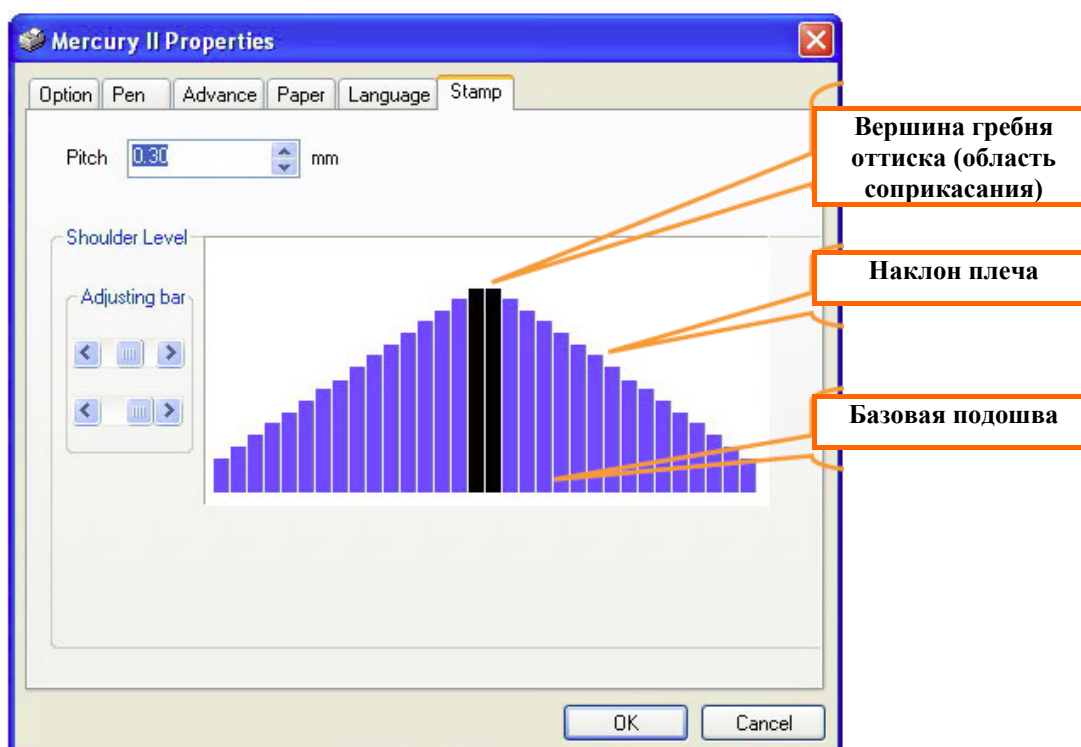 Mercury II Properties
Option Pen Advance Paper Language Stamp
Pitch 0.30 mm
Shoulder Level
Adjusting bar
Вершина гребня
оттиска (область
соприкасания)
Наклон плеча
Базовая подошва
OK Cancel